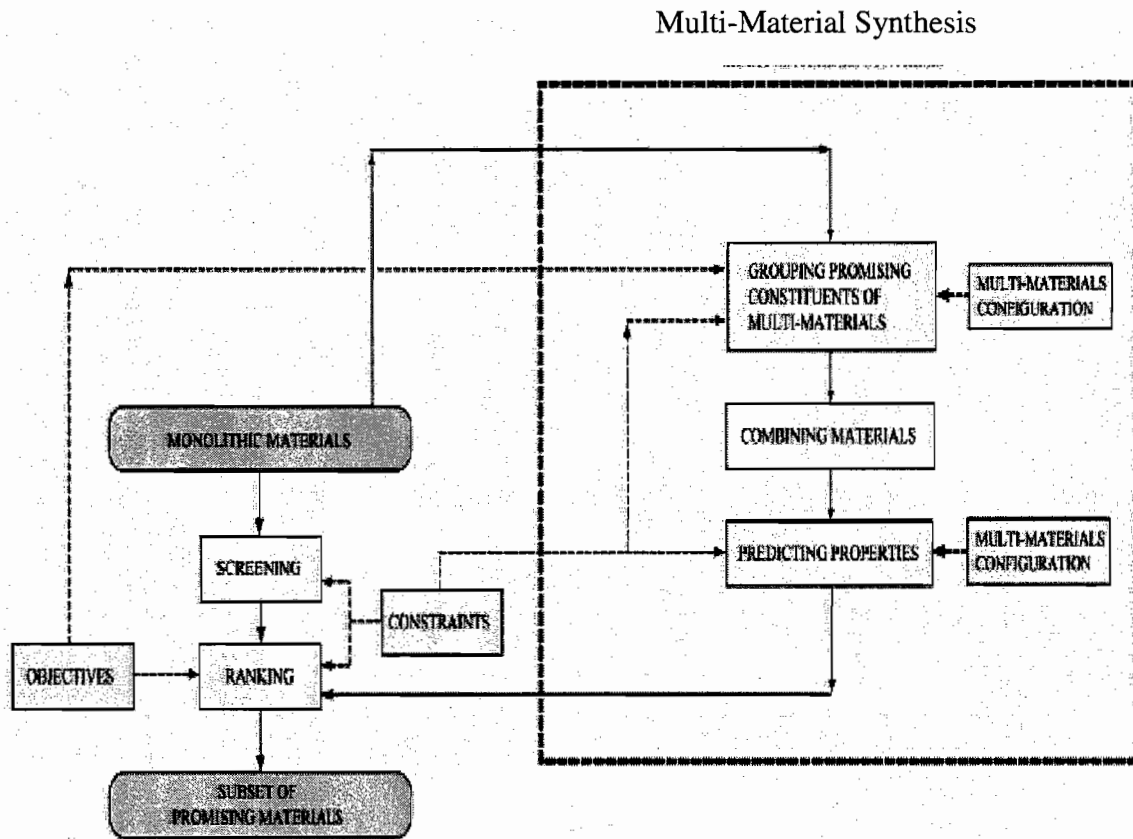 Multi-Material Synthesis
GROUPING PROMISING
CONSTITUENTS OF
MULTI-MATERIALS
MULTI-MATERIALS
CONFIGURATION
MONOLITHIC MATERIALS
COMBINING MATERIALS
SCREENING
PREDICTING PROPERTIES
MULTI-MATERIALS
CONFIGURATION
CONSTRAINTS
OBJECTIVES
RANKING
SUBSET OF
PROMISING MATERIALS